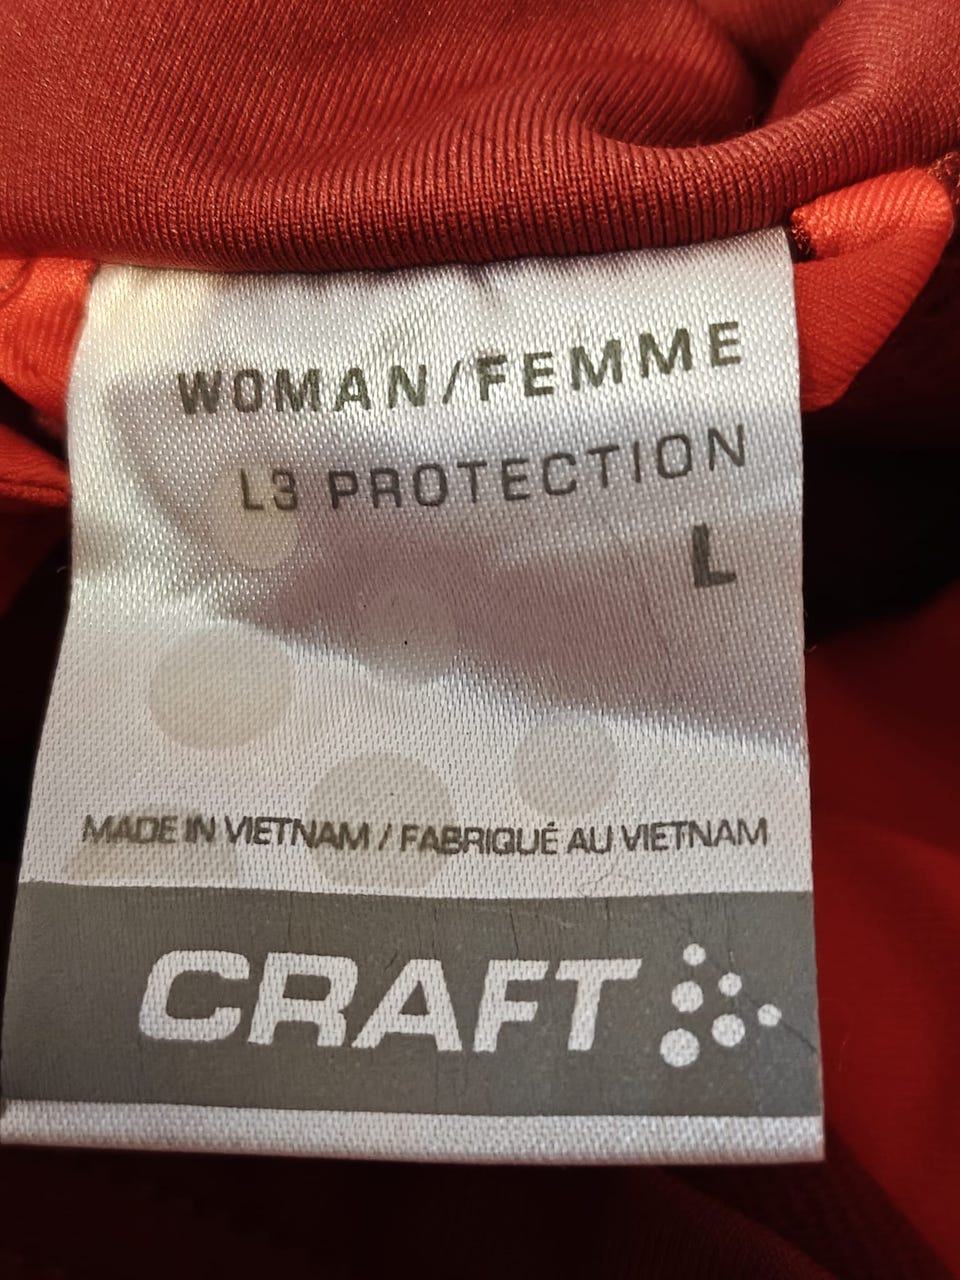 WOMAN/FEMME
L3 PROTECTION
L
MADE IN VIETNAM / FABRIQUÉ AU VIETNAM
CRAFT